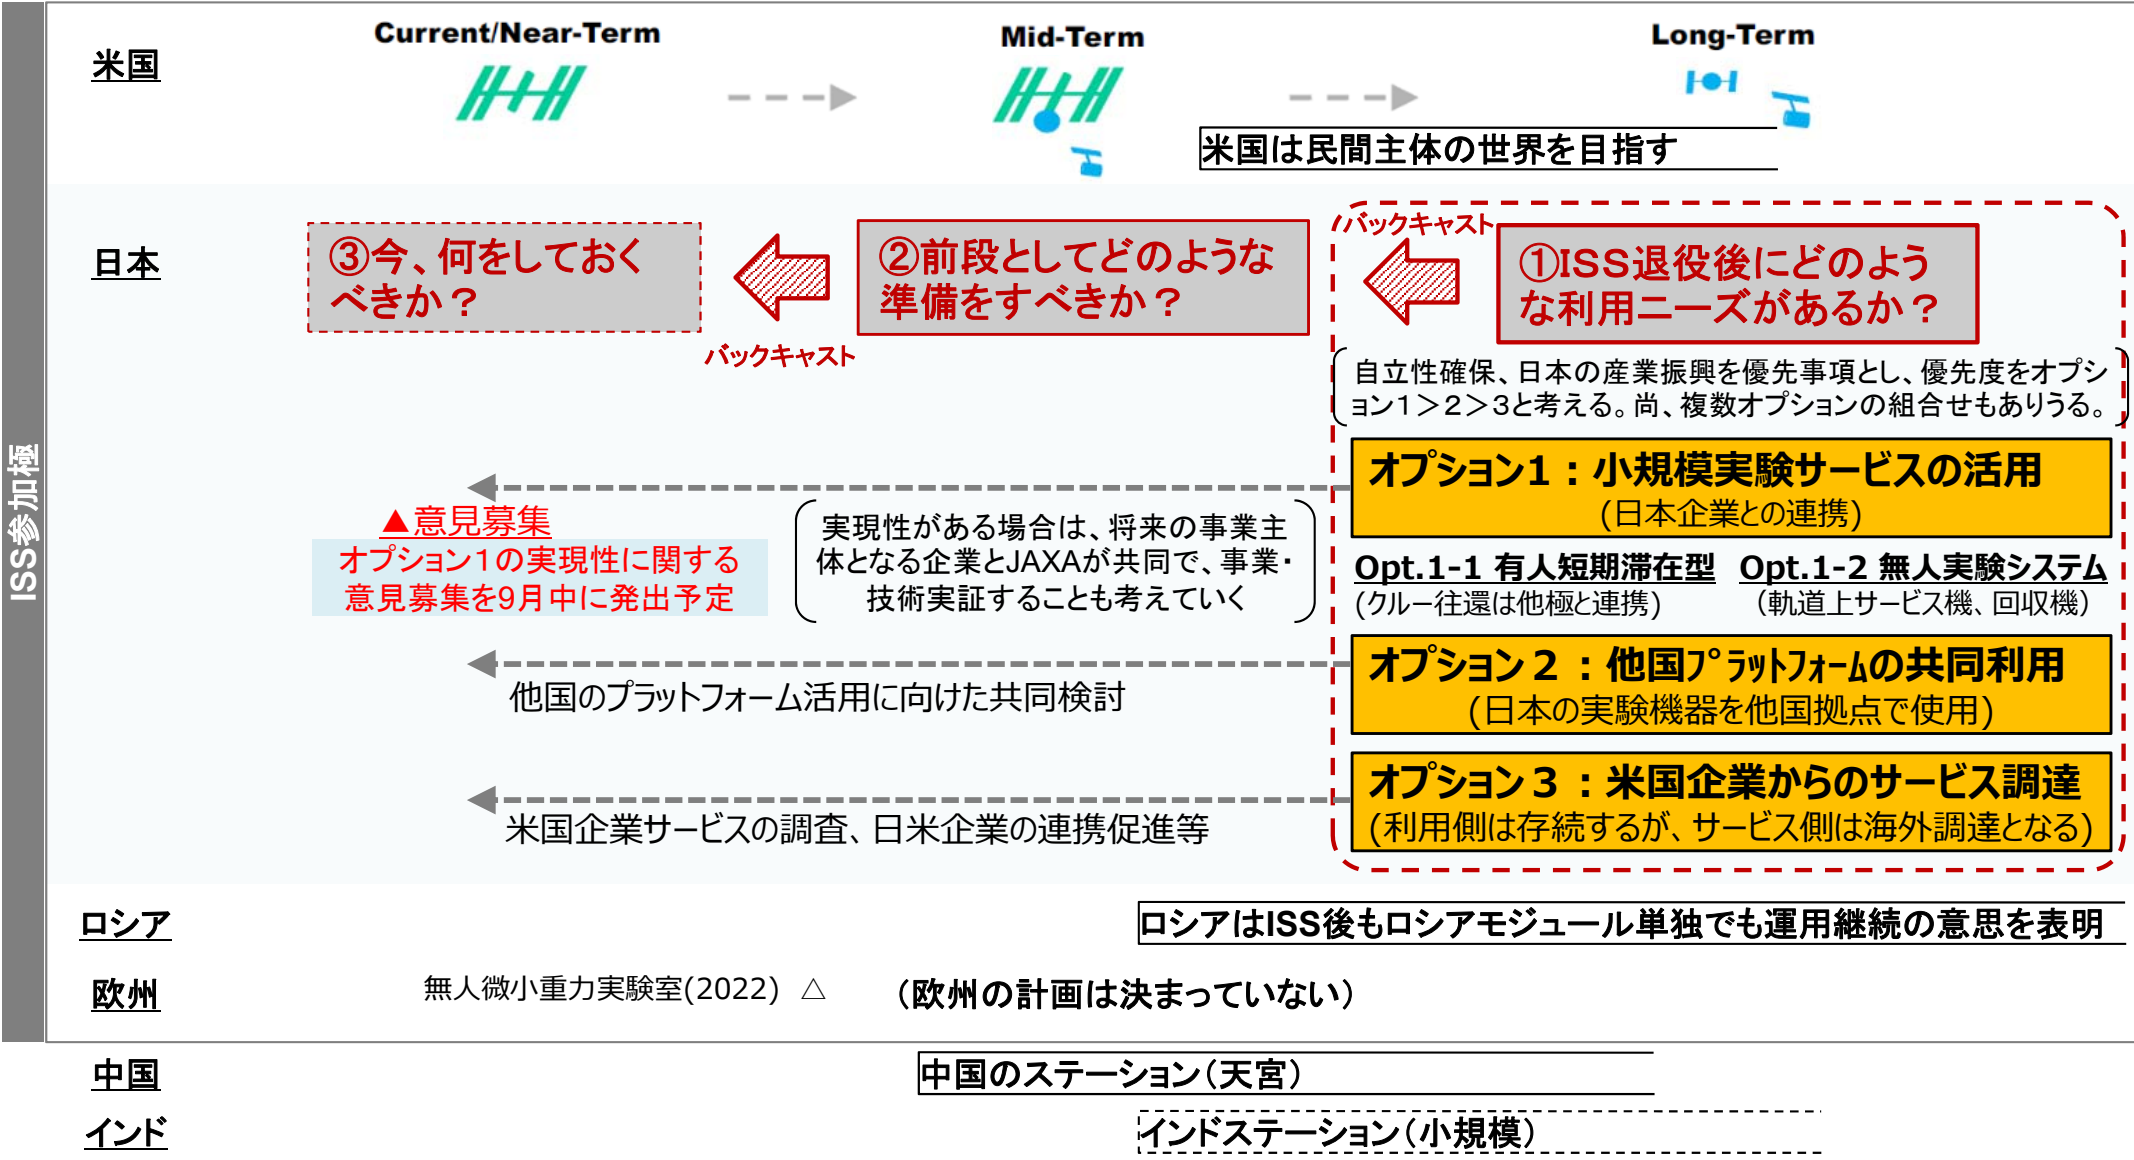 ISS参加極
米国
Current/Near-Term
Mid-Term
Long-Term
米国は民間主体の世界を目指す
日本
③今、何をしておく
べきか？
バックキャスト
②前段としてどのような
準備をすべきか？
バックキャスト
①ISS退役後にどのよう
な利用ニーズがあるか？
自立性確保、日本の産業振興を優先事項とし、優先度をオプシ
ョン１＞２＞３と考える。尚、複数オプションの組合せもありうる。
オプション1：小規模実験サービスの活用
(日本企業との連携)
▲意見募集
オプション１の実現性に関する
意見募集を9月中に発出予定
実現性がある場合は、将来の事業主
体となる企業とJAXAが共同で、事業・
技術実証することも考えていく
Opt.1-1 有人短期滞在型
(クルー往還は他極と連携)
Opt.1-2 無人実験システム
（軌道上サービス機、回収機）
オプション２：他国プラットフォームの共同利用
(日本の実験機器を他国拠点で使用)
他国のプラットフォーム活用に向けた共同検討
オプション３：米国企業からのサービス調達
(利用側は存続するが、サービス側は海外調達となる)
米国企業サービスの調査、日米企業の連携促進等
ロシア
ロシアはISS後もロシアモジュール単独でも運用継続の意思を表明
欧州
無人微小重力実験室(2022) △
（欧州の計画は決まっていない）
中国
中国のステーション（天宮）
インド
インドステーション（小規模）